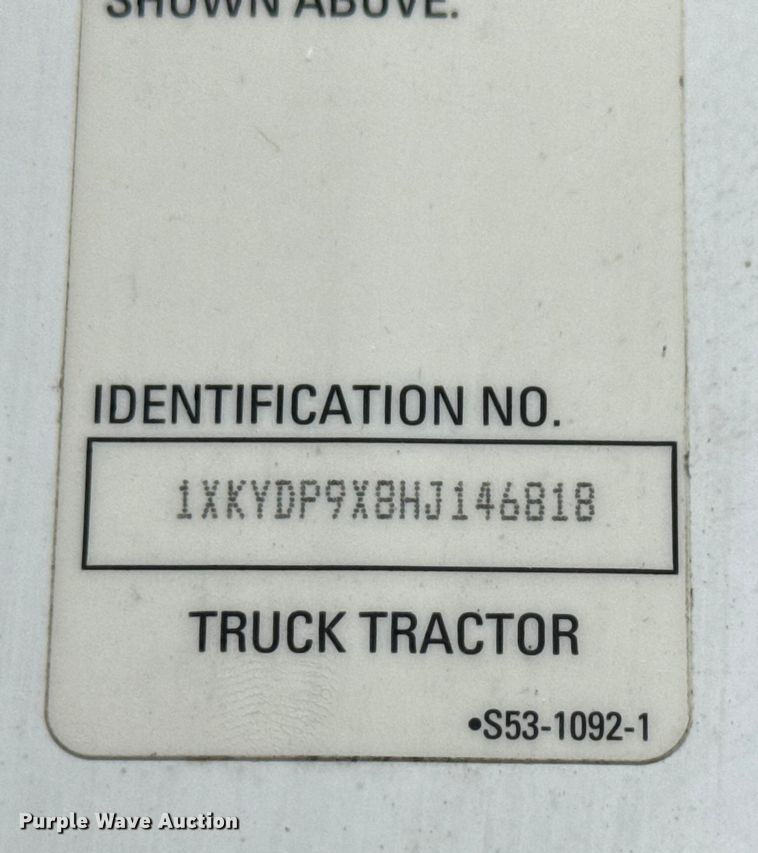 SHOWN ABOVE.
IDENTIFICATION NO.
1XKYDP9X8HJ146818
TRUCK TRACTOR
•S53-1092-1
Purple Wave Auction